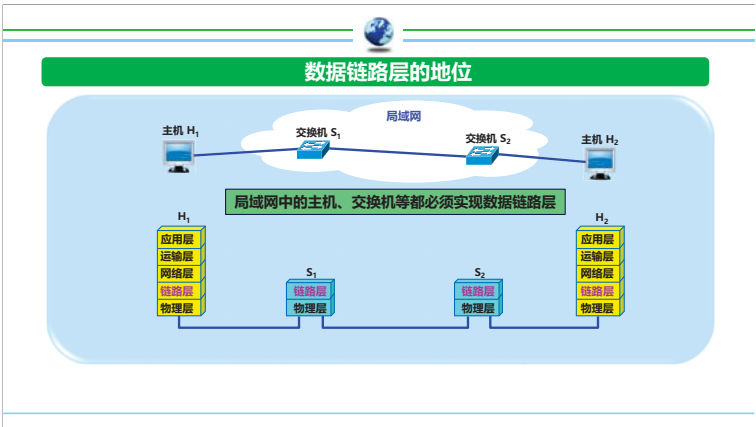 数据链路层的地位
局域网
主机 H1
交换机 S1
交换机 S2
主机 H2
局域网中的主机、交换机等都必须实现数据链路层
H1
应用层
运输层
网络层
链路层
物理层
S1
链路层
物理层
S2
链路层
物理层
H2
应用层
运输层
网络层
链路层
物理层